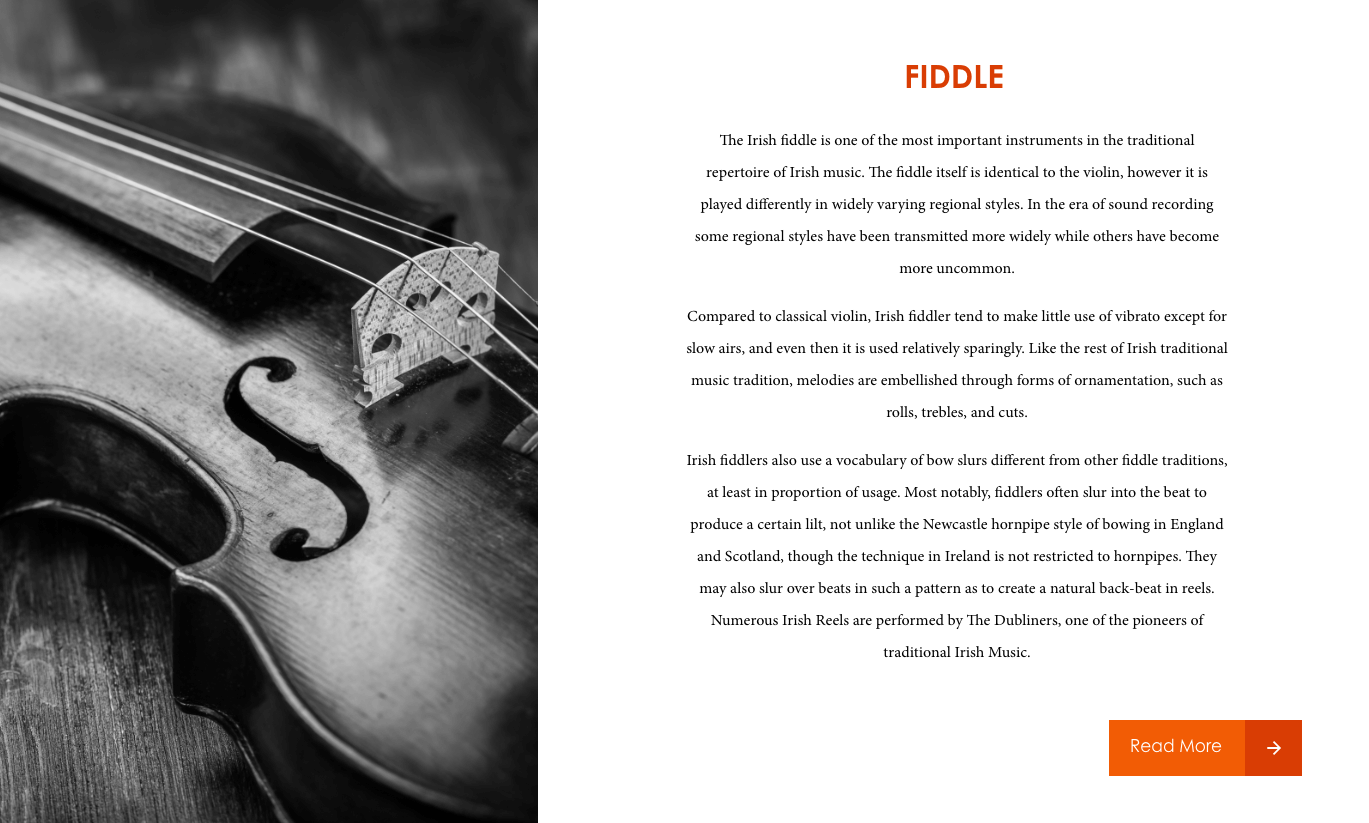 FIDDLE
The Irish fiddle is one of the most important instruments in the traditional
repertoire of Irish music. The fiddle itself is identical to the violin, however it is
played differently in widely varying regional styles. In the era of sound recording
some regional styles have been transmitted more widely while others have become
more uncommon.
Compared to classical violin, Irish fiddler tend to make little use of vibrato except for
slow airs, and even then it is used relatively sparingly. Like the rest of Irish traditional
music tradition, melodies are embellished through forms of ornamentation, such as
rolls, trebles, and cuts.
Irish fiddlers also use a vocabulary of bow slurs different from other fiddle traditions,
at least in proportion of usage. Most notably, fiddlers often slur into the beat to
produce a certain lilt, not unlike the Newcastle hornpipe style of bowing in England
and Scotland, though the technique in Ireland is not restricted to hornpipes. They
may also slur over beats in such a pattern as to create a natural back-beat in reels.
Numerous Irish Reels are performed by The Dubliners, one of the pioneers of
traditional Irish Music.
Read More